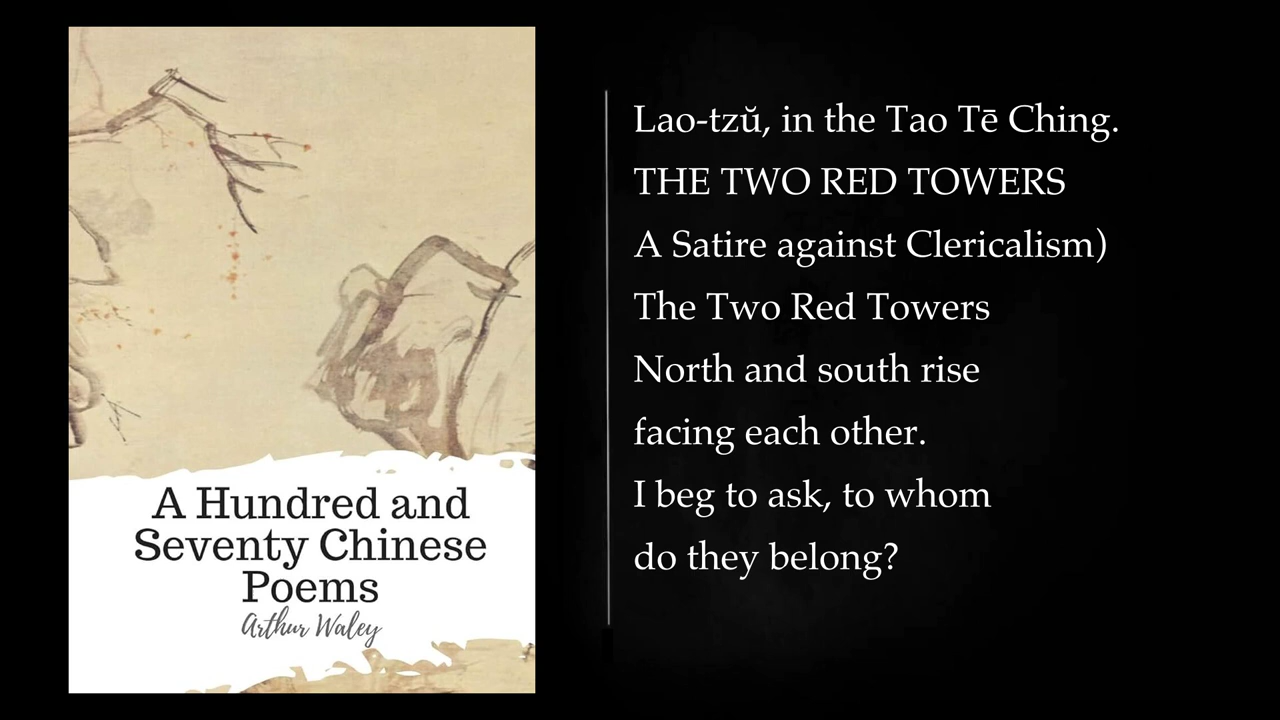 A Hundred and
Seventy Chinese
Poems
Arthur Waley
Lao-tzŭ, in the Tao Tē Ching.
THE TWO RED TOWERS
A Satire against Clericalism)
The Two Red Towers
North and south rise
facing each other.
I beg to ask, to whom
do they belong?